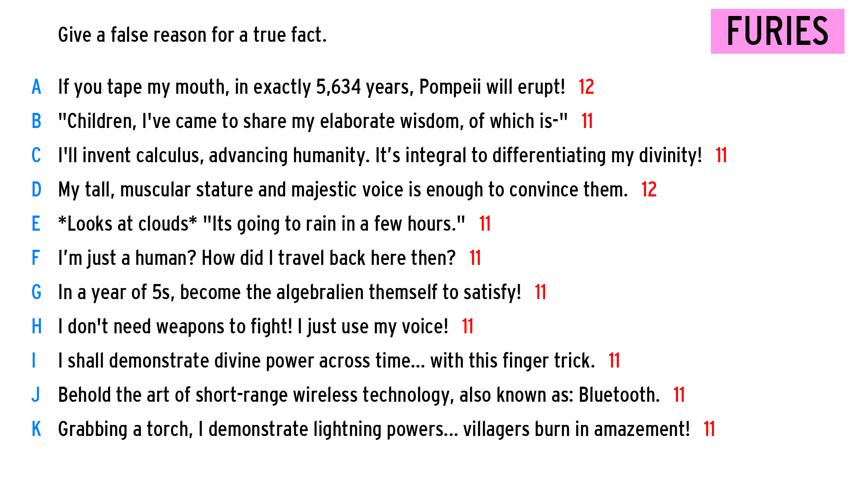 Give a false reason for a true fact.
FURIES
A If you tape my mouth, in exactly 5,634 years, Pompeii will erupt! 12
B "Children, I've came to share my elaborate wisdom, of which is-" 11
C I'll invent calculus, advancing humanity. It’s integral to differentiating my divinity! 11
D My tall, muscular stature and majestic voice is enough to convince them. 12
E *Looks at clouds* "Its going to rain in a few hours." 11
F I’m just a human? How did I travel back here then? 11
G In a year of 5s, become the algebralien themself to satisfy! 11
H I don't need weapons to fight! I just use my voice! 11
I I shall demonstrate divine power across time... with this finger trick. 11
J Behold the art of short-range wireless technology, also known as: Bluetooth. 11
K Grabbing a torch, I demonstrate lightning powers... villagers burn in amazement! 11